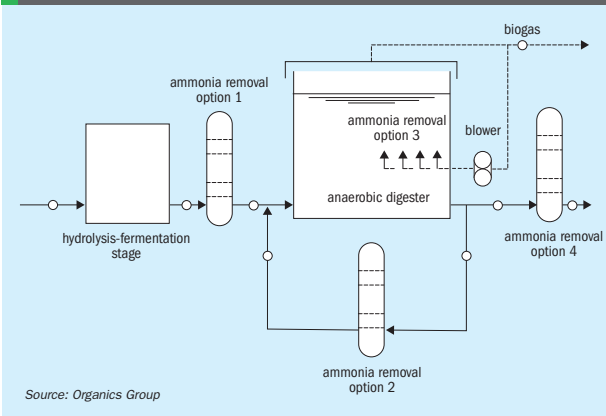 biogas
ammonia removal
option 1
ammonia removal
option 3
blower
anaerobic digester
hydrolysis-fermentation
stage
ammonia removal
option 4
ammonia removal
option 2
Source: Organics Group